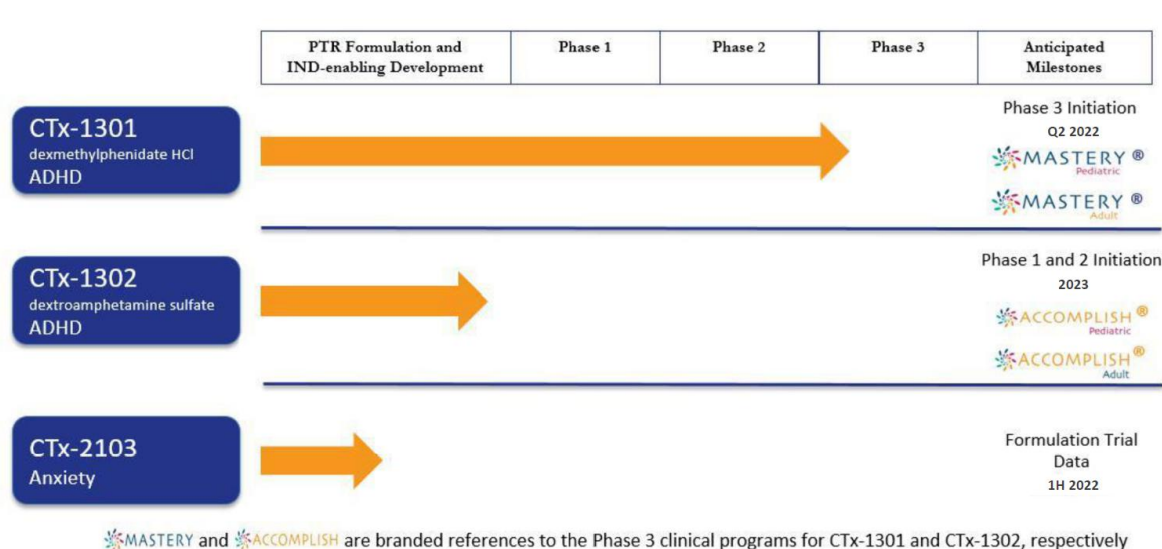 PTR Formulation and
IND-enabling Development
Phase 1
Phase 2
Phase 3
Anticipated
Milestones
CTx-1301
dexmethylphenidate HCl
ADHD
Phase 3 Initiation
Q2 2022
MASTERY ®
Pediatric
MASTERY ®
Adult
CTx-1302
dextroamphetamine sulfate
ADHD
Phase 1 and 2 Initiation
2023
ACCOMPLISH ®
Pediatric
ACCOMPLISH ®
Adult
CTx-2103
Anxiety
Formulation Trial
Data
1H 2022
MASTERY and ACCOMPLISH are branded references to the Phase 3 clinical programs for CTx-1301 and CTx-1302, respectively